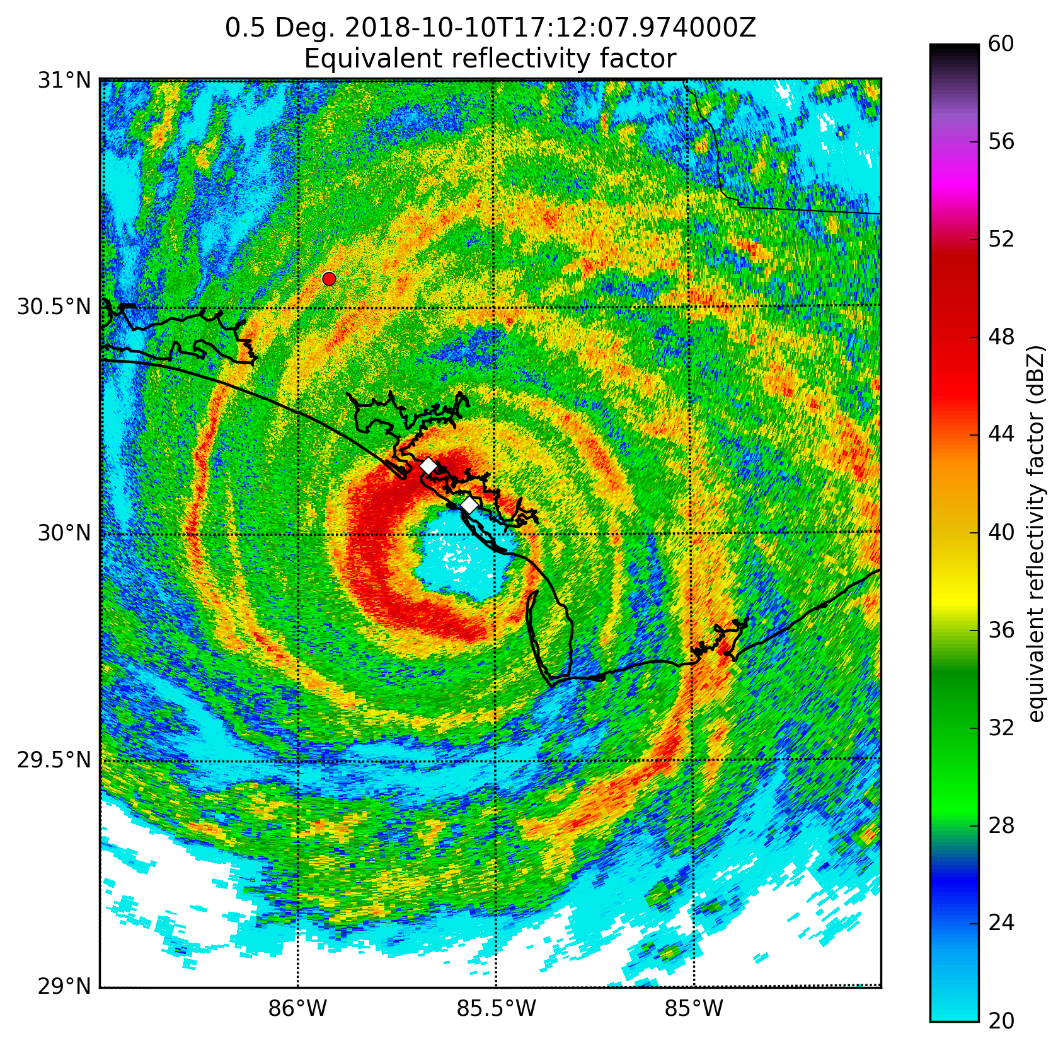 0.5 Deg. 2018-10-10T17:12:07.974000Z
Equivalent reflectivity factor
31°N
30.5°N
30°N
29.5°N
29°N
86°W
85.5°W
85°W
60
56
52
48
44
40
36
32
28
24
20
equivalent reflectivity factor (dBZ)